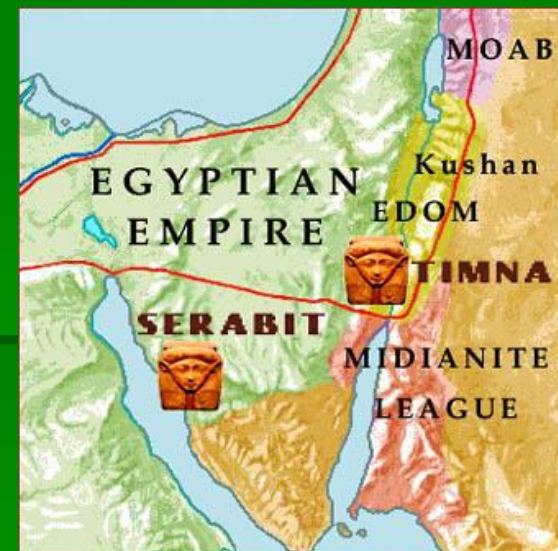 MOAB
Kushan
EGYPTIAN
EDOM
EMPIRE
TIMNA
SERABIT
MIDIANITE
LEAGUE